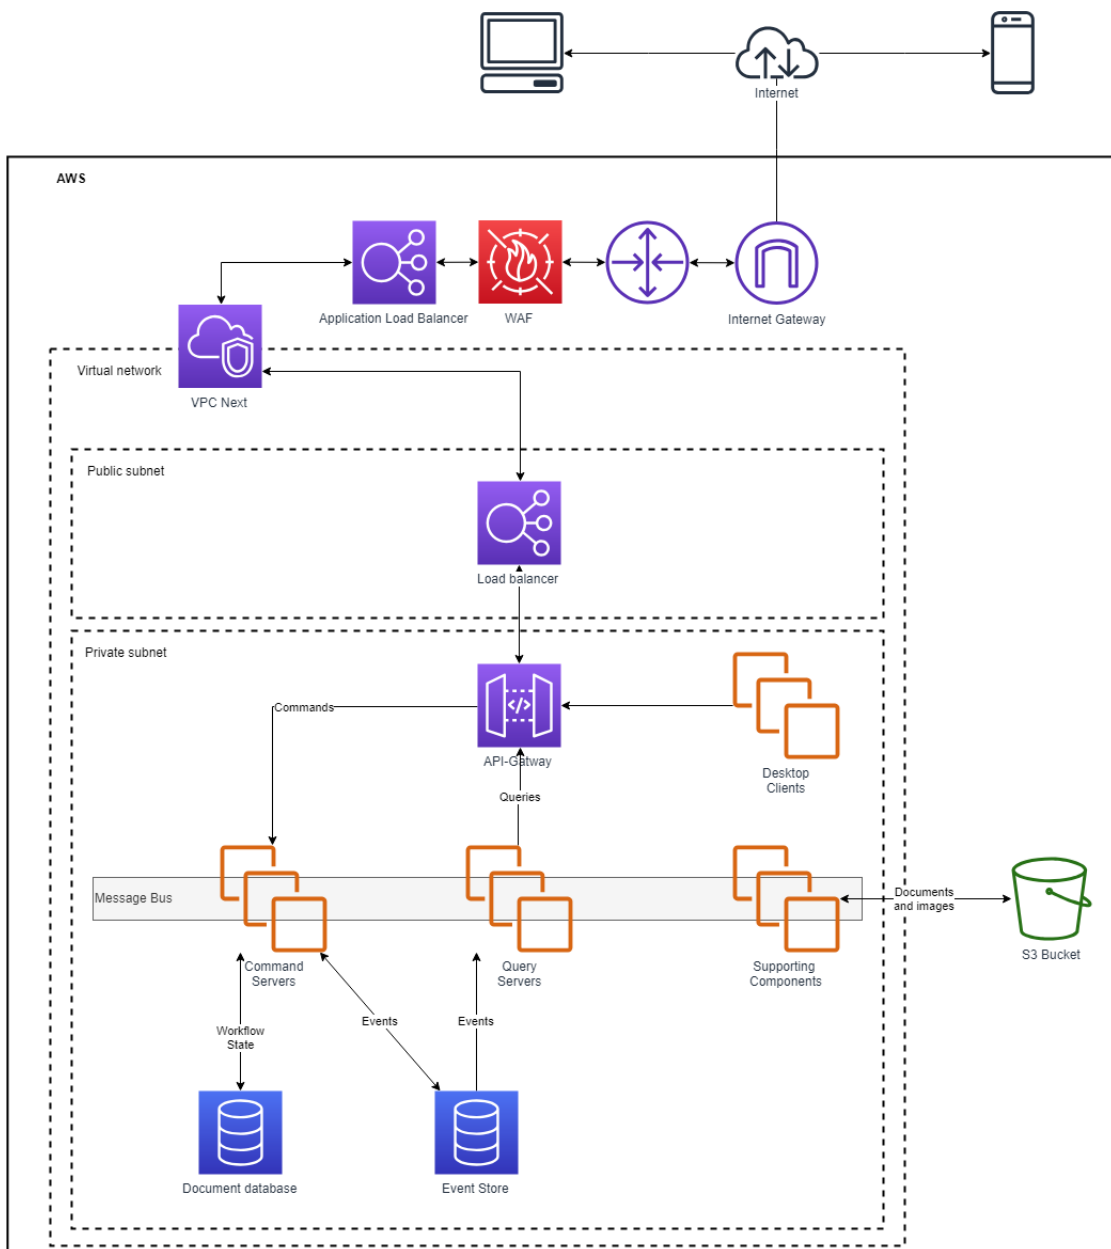 Internet
AWS
Application Load Balancer
WAF
Internet Gateway
Virtual network
VPC Next
Public subnet
Load balancer
Private subnet
</>
Commands
API-Gatway
Desktop
Clients
Queries
Message Bus
Documents
and images
Command
Servers
Query
Servers
Supporting
Components
S3 Bucket
Events
Events
Workflow
State
Document database
Event Store